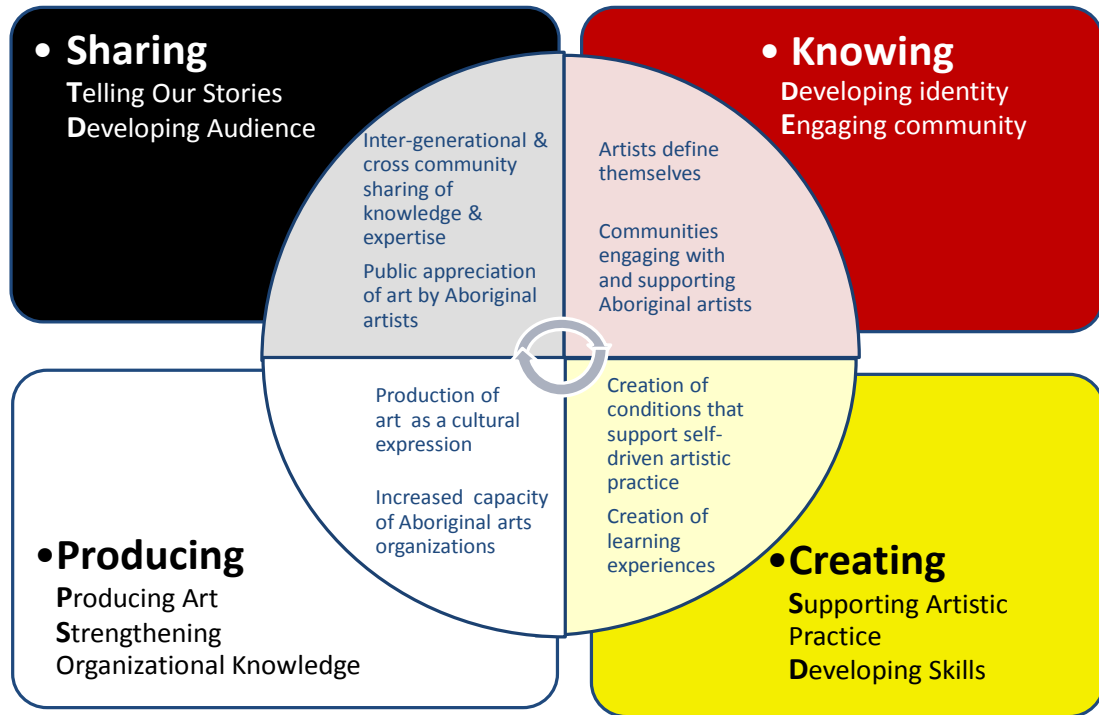 • Sharing
Telling Our Stories
Developing Audience
Inter-generational &
cross community
sharing of
knowledge &
expertise
Public appreciation
of art by Aboriginal
artists
• Knowing
Developing identity
Engaging community
Artists define
themselves
Communities
engaging with
and supporting
Aboriginal artists
Production of
art as a cultural
expression
Increased capacity
of Aboriginal arts
organizations
•Producing
Producing Art
Strengthening
Organizational Knowledge
Creation of
conditions that
support self-
driven artistic
practice
Creation of
learning
experiences
•Creating
Supporting Artistic
Practice
Developing Skills